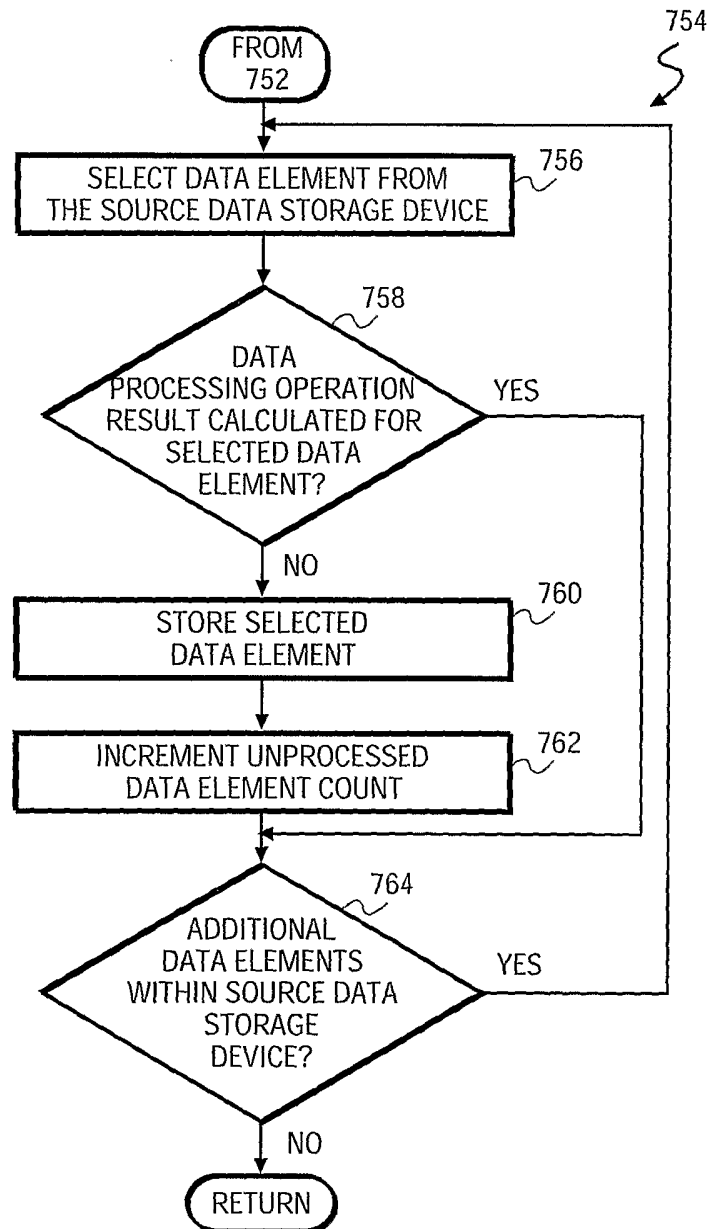 754
FROM
752
756
SELECT DATA ELEMENT FROM
THE SOURCE DATA STORAGE DEVICE
758
DATA
PROCESSING OPERATION
RESULT CALCULATED FOR
SELECTED DATA
ELEMENT?
YES
NO
760
STORE SELECTED
DATA ELEMENT
762
INCREMENT UNPROCESSED
DATA ELEMENT COUNT
764
ADDITIONAL
DATA ELEMENTS
WITHIN SOURCE DATA
STORAGE
DEVICE?
YES
NO
RETURN